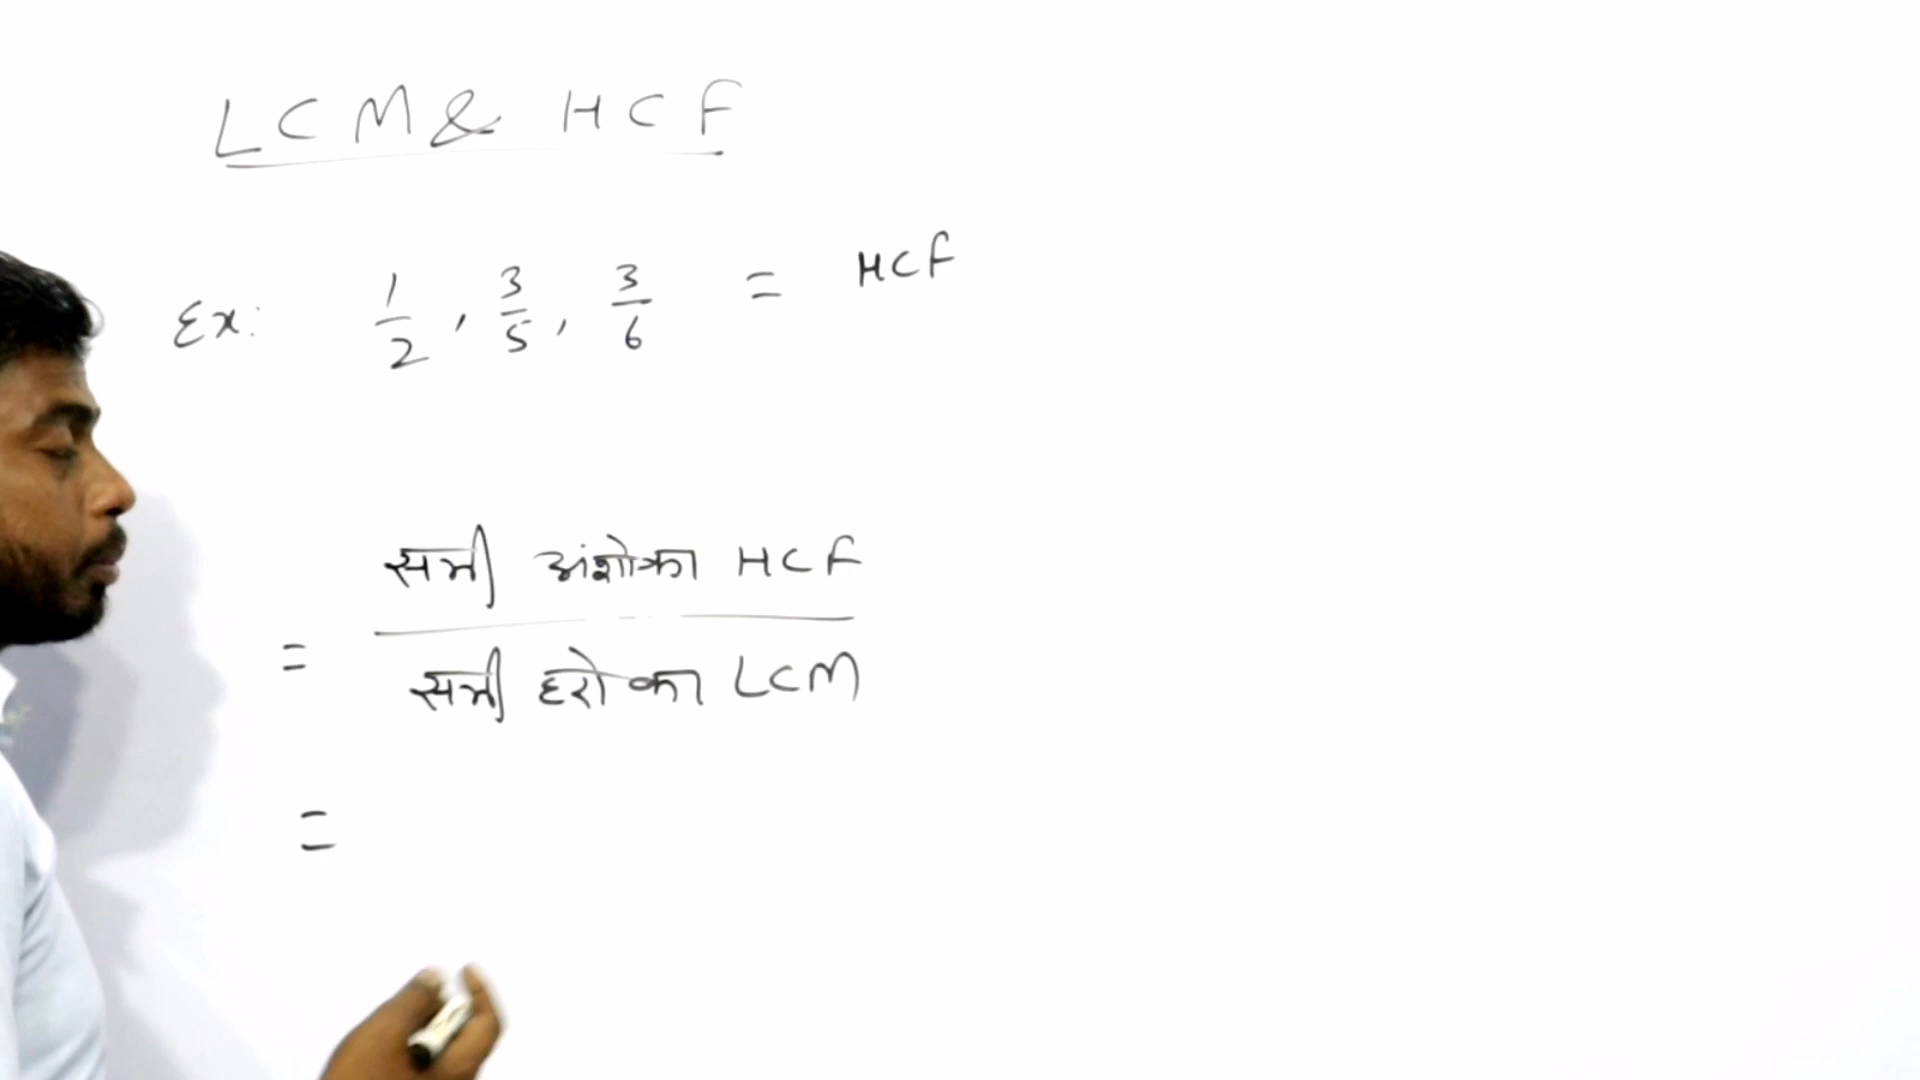 LCM & HCF
Ex: 1/2, 3/5, 3/6 = HCF
= सभी अंशो का HCF / सभी हरो का LCM
=